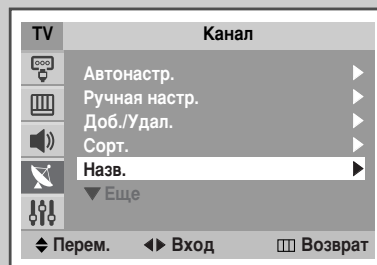 TV Канал
Автонастр.
Ручная настр.
Доб./Удал.
Сорт.
Назв.
Еще
Перем. Вход Возврат